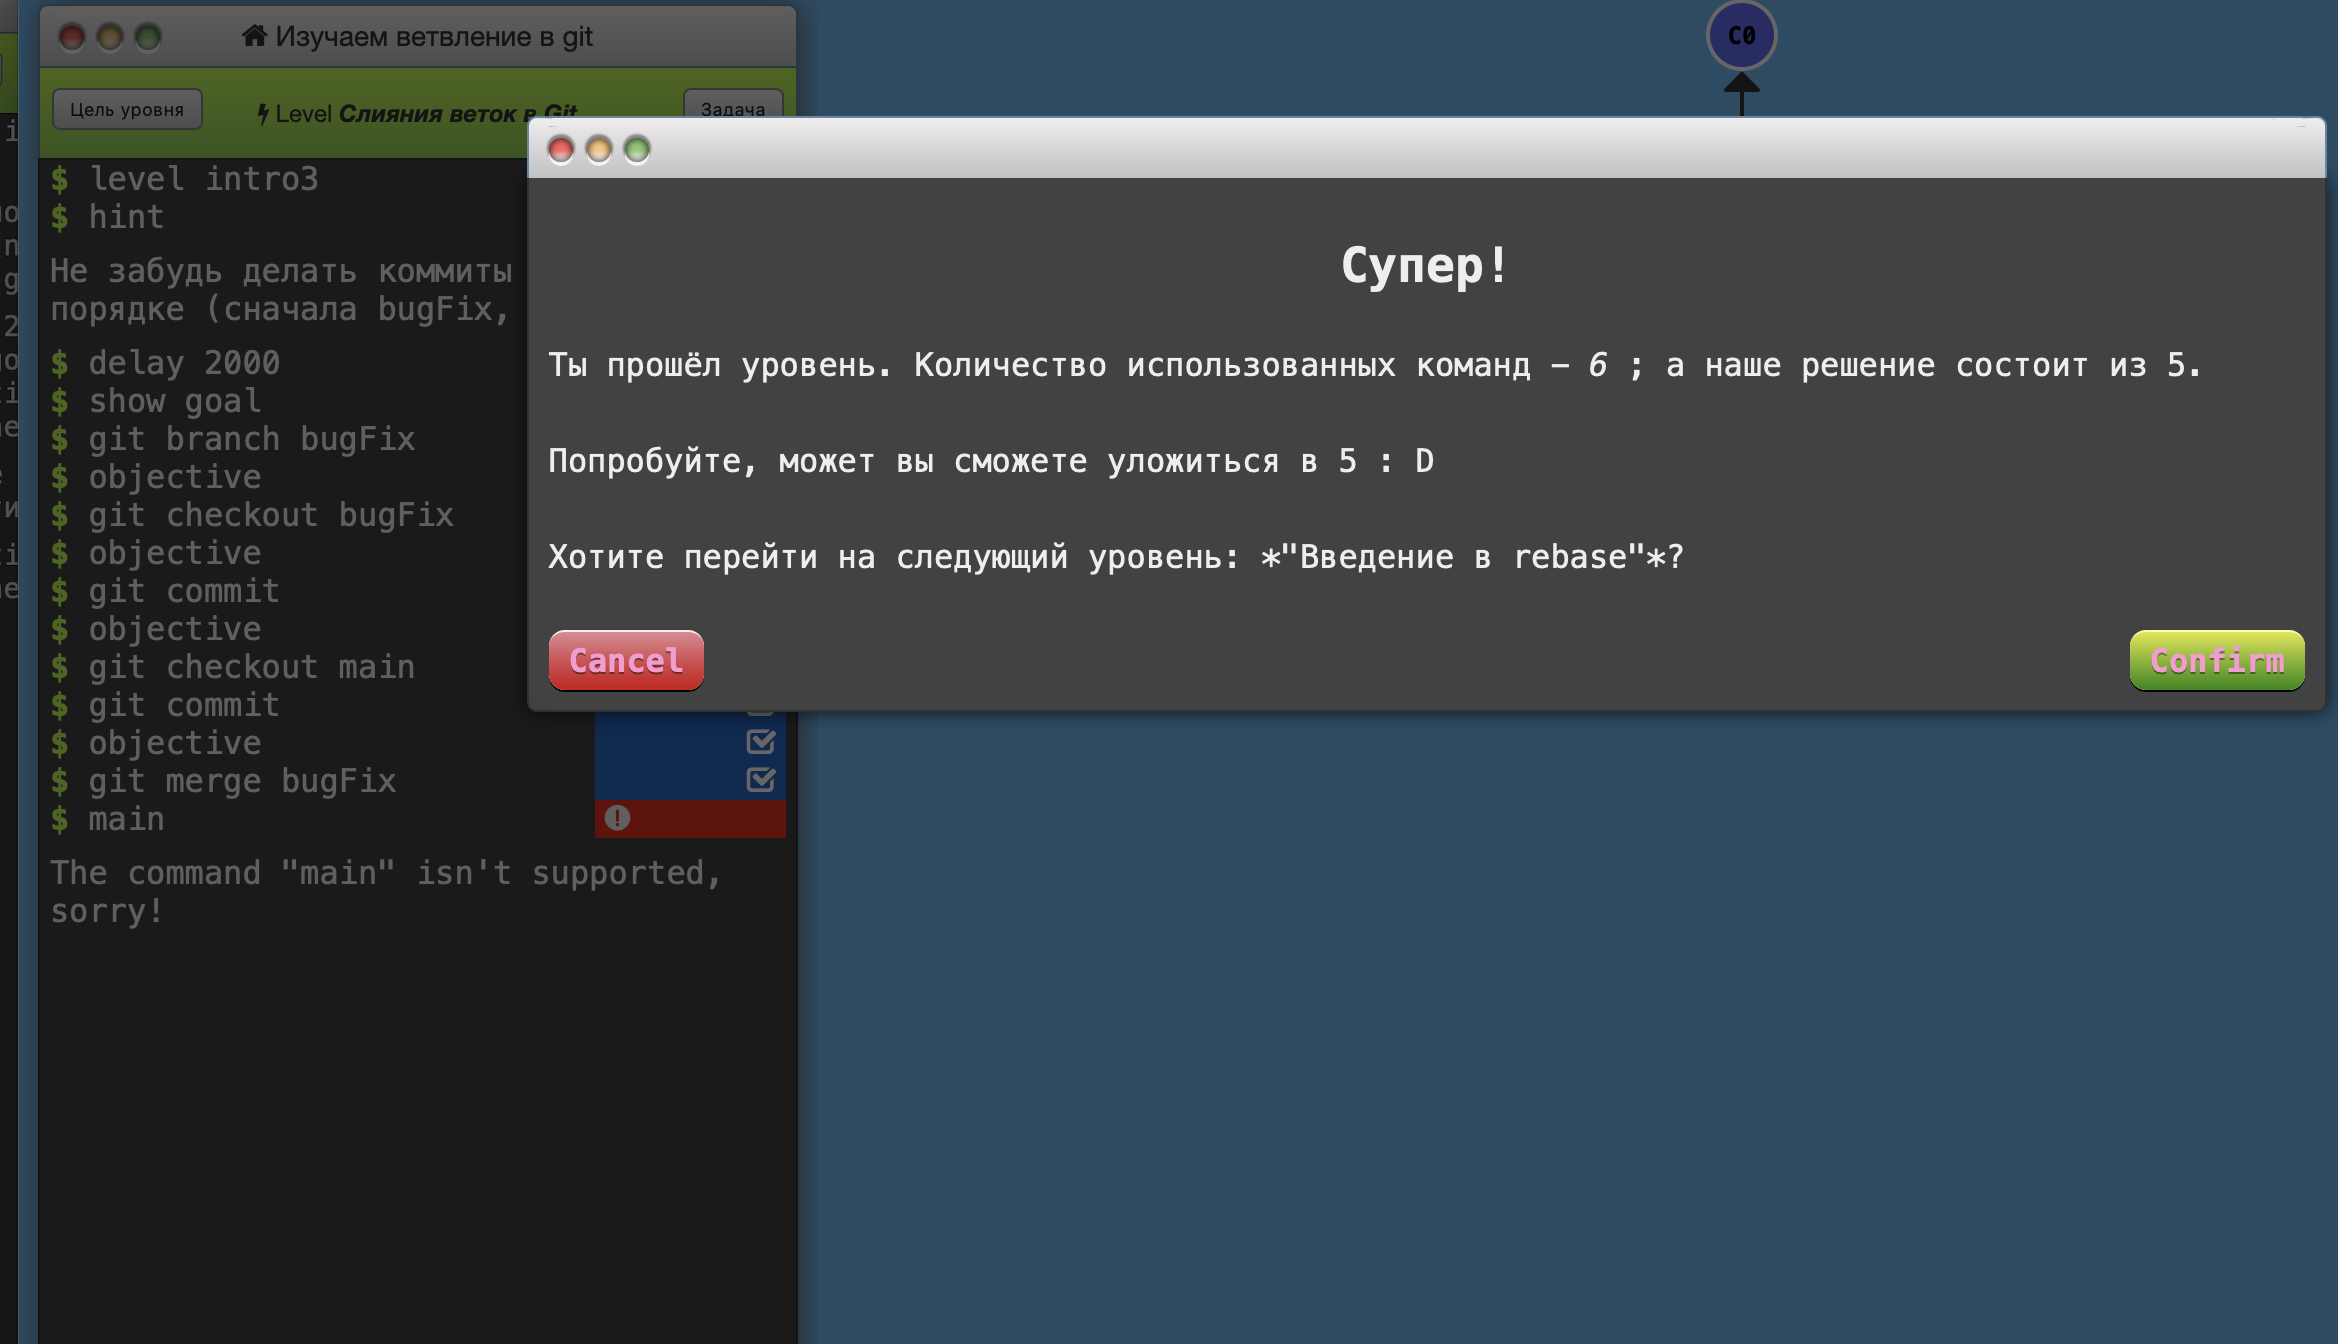 Изучаем ветвление в git
Цель уровня
Level Слияния веток в Git
Задача
C0
$ level intro3
$ hint
Не забудь делать коммиты
порядке (сначала bugFix,
$ delay 2000
$ show goal
$ git branch bugFix
$ objective
$ git checkout bugFix
$ objective
$ git commit
$ objective
$ git checkout main
$ git commit
$ objective
$ git merge bugFix
$ main
The command "main" isn't supported,
sorry!
Супер!
Ты прошёл уровень. Количество использованных команд – 6 ; а наше решение состоит из 5.
Попробуйте, может вы сможете уложиться в 5 : D
Хотите перейти на следующий уровень: *"Введение в rebase"*?
Cancel
Confirm